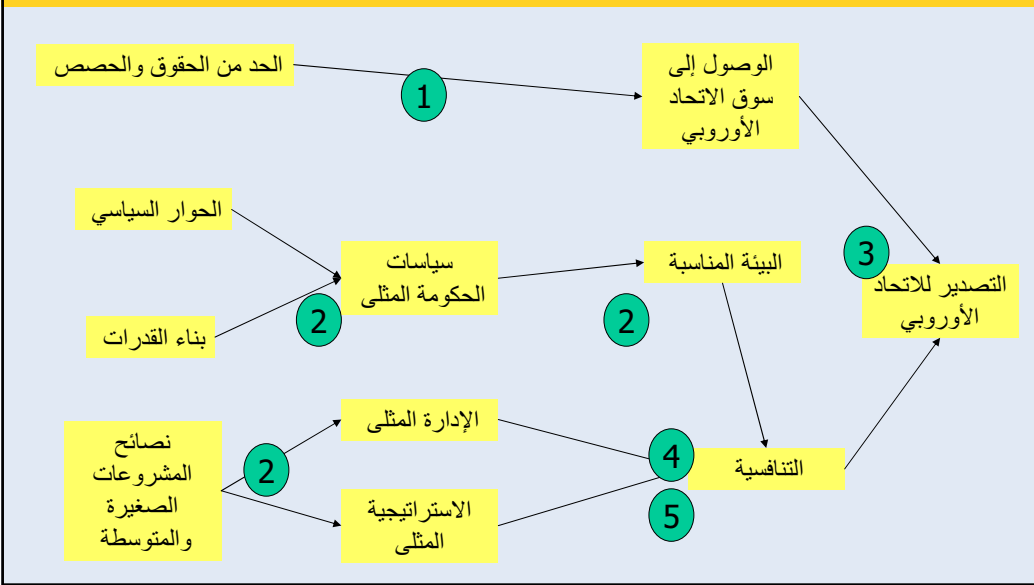 الحد من الحقوق والحصص
1
الوصول إلى
سوق الاتحاد
الأوروبي
الحوار السياسي
بناء القدرات
2
سياسات
الحكومة المثلى
2
البيئة المناسبة
3
التصدير للاتحاد
الأوروبي
نصائح
المشروعات
الصغيرة
والمتوسطة
2
الإدارة المثلى
الاستراتيجية
المثلى
4
5
التنافسية